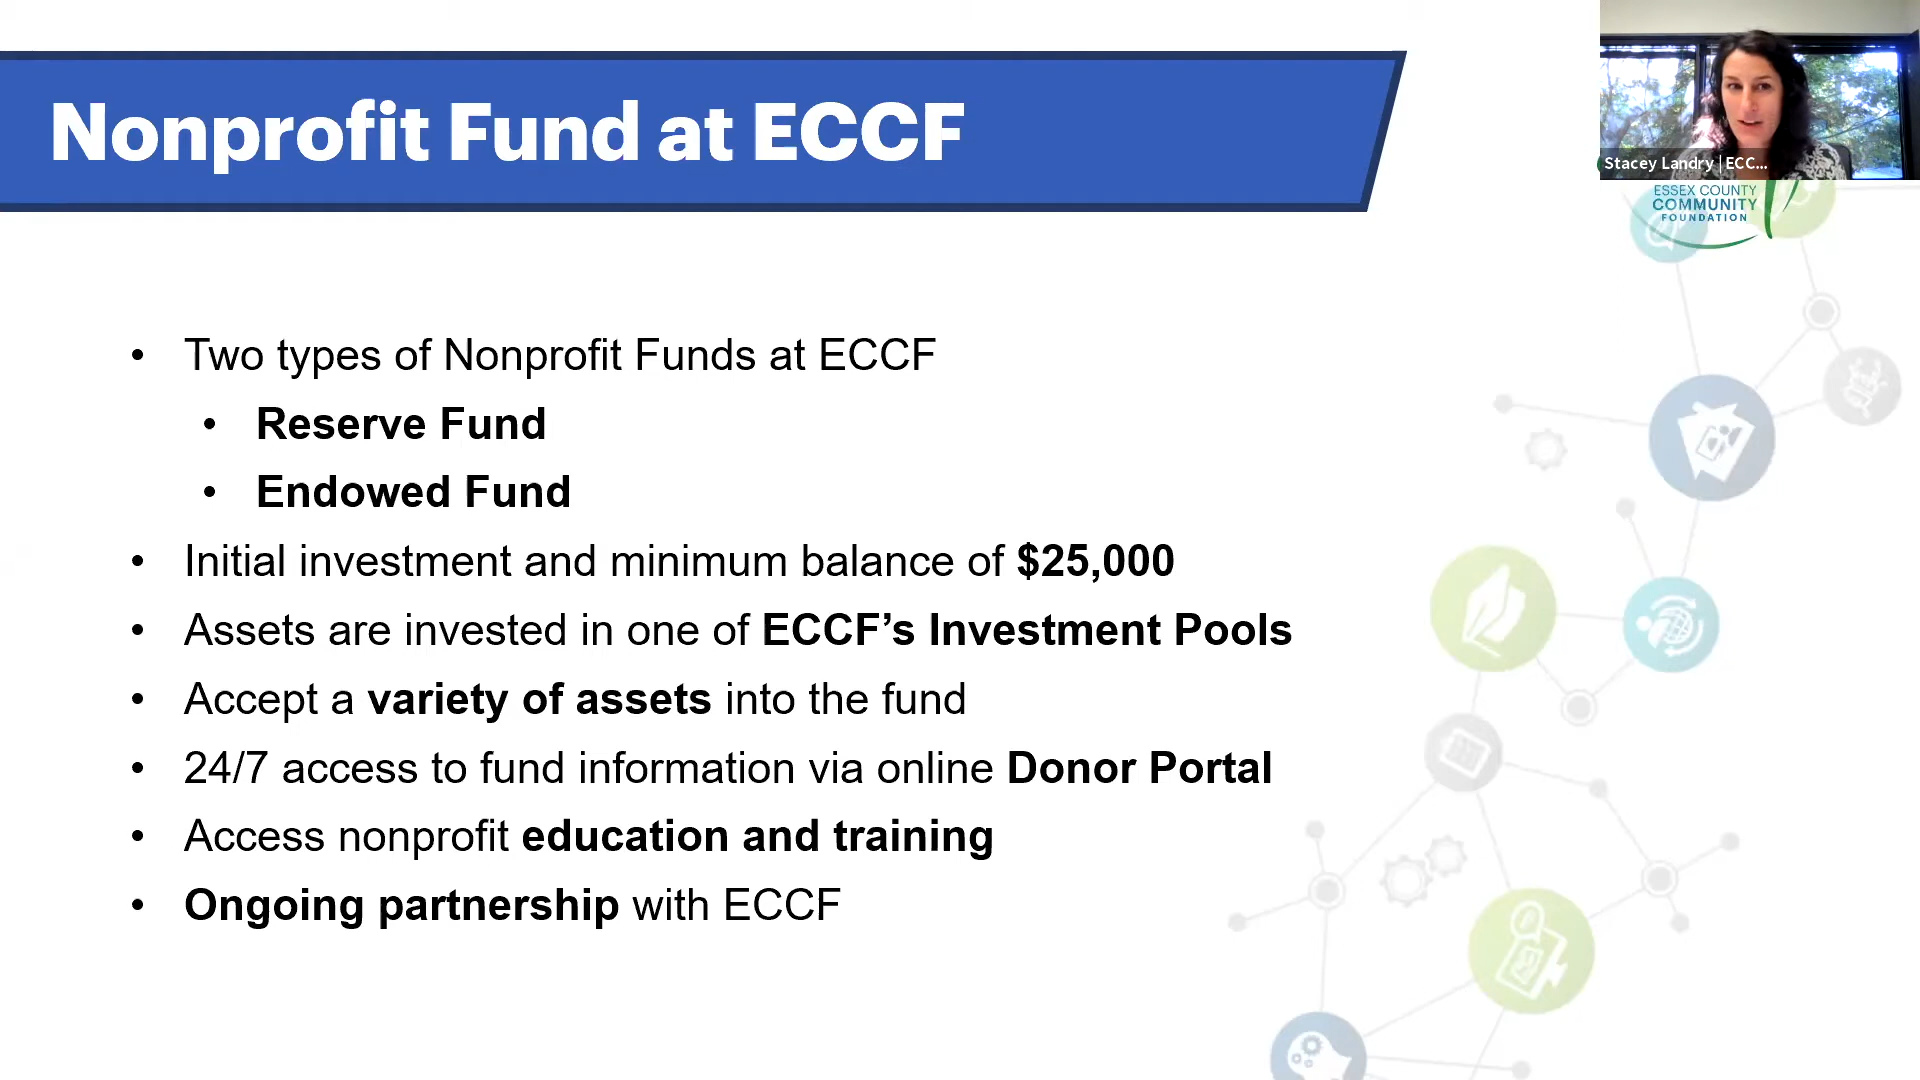 Nonprofit Fund at ECCF
Stacey Landry | ECC...
ESSEX COUNTY
COMMUNITY
FOUNDATION
• Two types of Nonprofit Funds at ECCF
• Reserve Fund
• Endowed Fund
• Initial investment and minimum balance of $25,000
• Assets are invested in one of ECCF’s Investment Pools
• Accept a variety of assets into the fund
• 24/7 access to fund information via online Donor Portal
• Access nonprofit education and training
• Ongoing partnership with ECCF